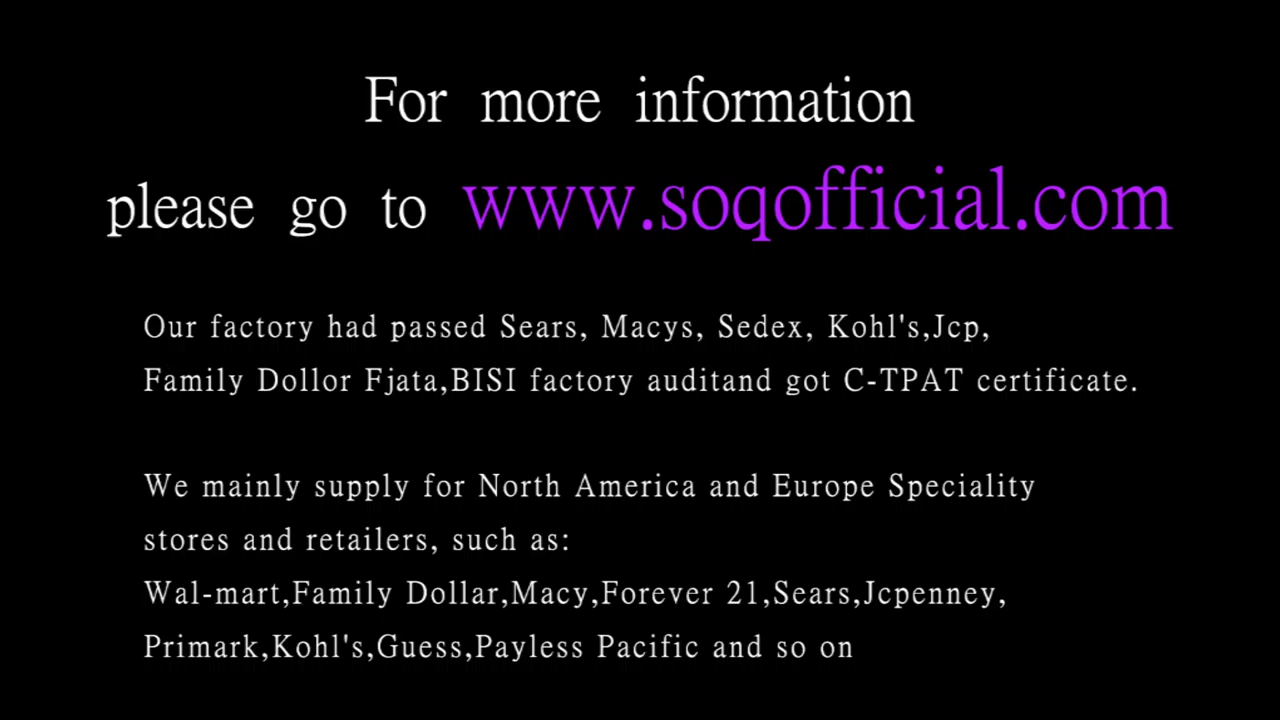 For more information
please go to www.soqofficial.com
Our factory had passed Sears, Macys, Sedex, Kohl's,Jcp,
Family Dollor Fjata,BISI factory auditand got C-TPAT certificate.
We mainly supply for North America and Europe Speciality
stores and retailers, such as:
Wal-mart,Family Dollar,Macy,Forever 21,Sears,Jcpenney,
Primark,Kohl's,Guess,Payless Pacific and so on